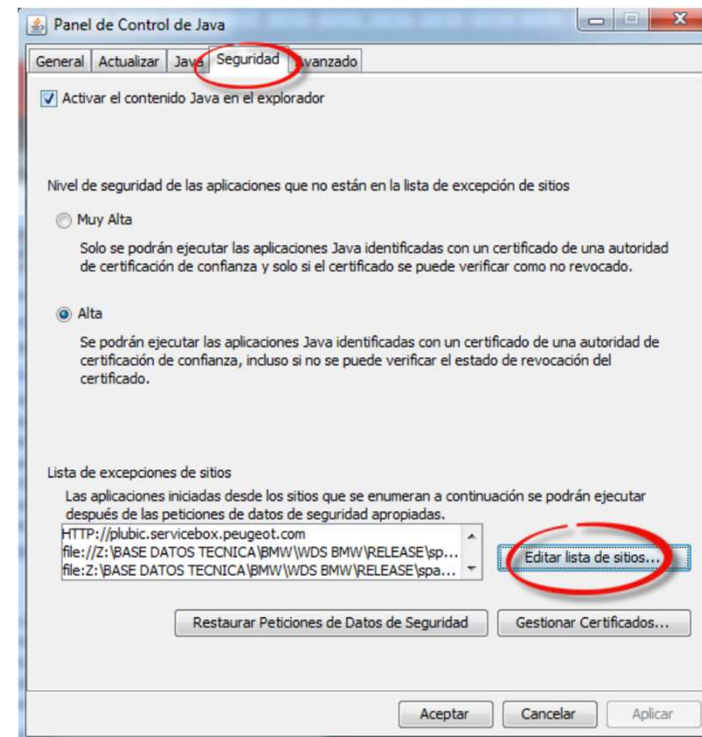 Panel de Control de Java
General Actualizar Java Seguridad Avanzado
Activar el contenido Java en el explorador
Nivel de seguridad de las aplicaciones que no están en la lista de excepción de sitios
Muy Alta
Solo se podrán ejecutar las aplicaciones Java identificadas con un certificado de una autoridad
de certificación de confianza y solo si el certificado se puede verificar como no revocado.
Alta
Se podrán ejecutar las aplicaciones Java identificadas con un certificado de una autoridad de
certificación de confianza, incluso si no se puede verificar el estado de revocación del
certificado.
Lista de excepciones de sitios
Las aplicaciones iniciadas desde los sitios que se enumeran a continuación se podrán ejecutar
después de las peticiones de datos de seguridad apropiadas.
HTTP://plubic.servicebox.peugeot.com
file://Z:\BASE DATOS TECNICA\BMW\WDS BMW\RELEASE\sp...
file:Z:\BASE DATOS TECNICA\BMW\WDS BMW\RELEASE\spa...
Editar lista de sitios...
Restaurar Peticiones de Datos de Seguridad Gestionar Certificados...
Aceptar Cancelar Aplicar